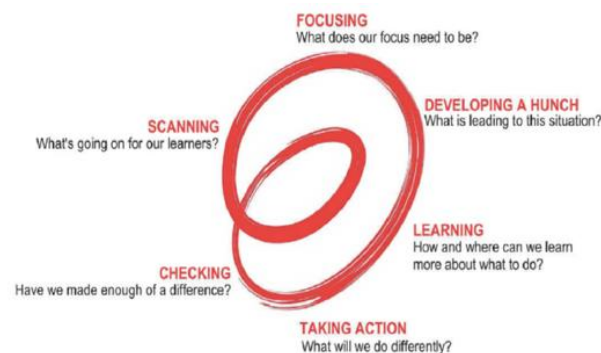 FOCUSING
What does our focus need to be?
DEVELOPING A HUNCH
What is leading to this situation?
SCANNING
What's going on for our learners?
LEARNING
How and where can we learn
more about what to do?
CHECKING
Have we made enough of a difference?
TAKING ACTION
What will we do differently?